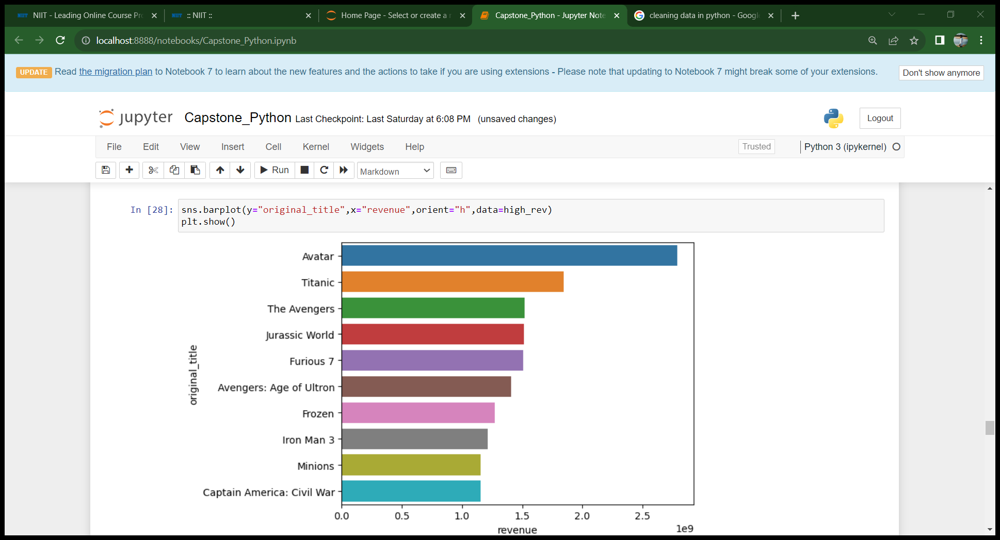 NIIT - Leading Online Course Pro
:: NIIT ::
Home Page - Select or create a n
Capstone_Python - Jupyter Note
cleaning data in python - Googl
localhost:8888/notebooks/Capstone_Python.ipynb
UPDATE Read the migration plan to Notebook 7 to learn about the new features and the actions to take if you are using extensions - Please note that updating to Notebook 7 might break some of your extensions.
Don't show anymore
jupyter Capstone_Python Last Checkpoint: Last Saturday at 6:08 PM (unsaved changes)
Logout
File Edit View Insert Cell Kernel Widgets Help
Trusted
Python 3 (ipykernel)
Run
Markdown
In [28]: sns.barplot(y="original_title",x="revenue",orient="h",data=high_rev)
plt.show()
original_title
Avatar
Titanic
The Avengers
Jurassic World
Furious 7
Avengers: Age of Ultron
Frozen
Iron Man 3
Minions
Captain America: Civil War
0.0 0.5 1.0 1.5 2.0 2.5
revenue
1e9